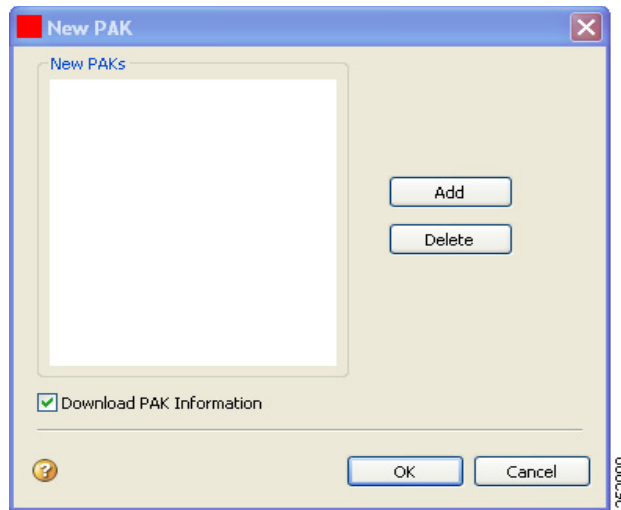 New PAK
New PAKs
Add
Delete
Download PAK Information
OK
Cancel